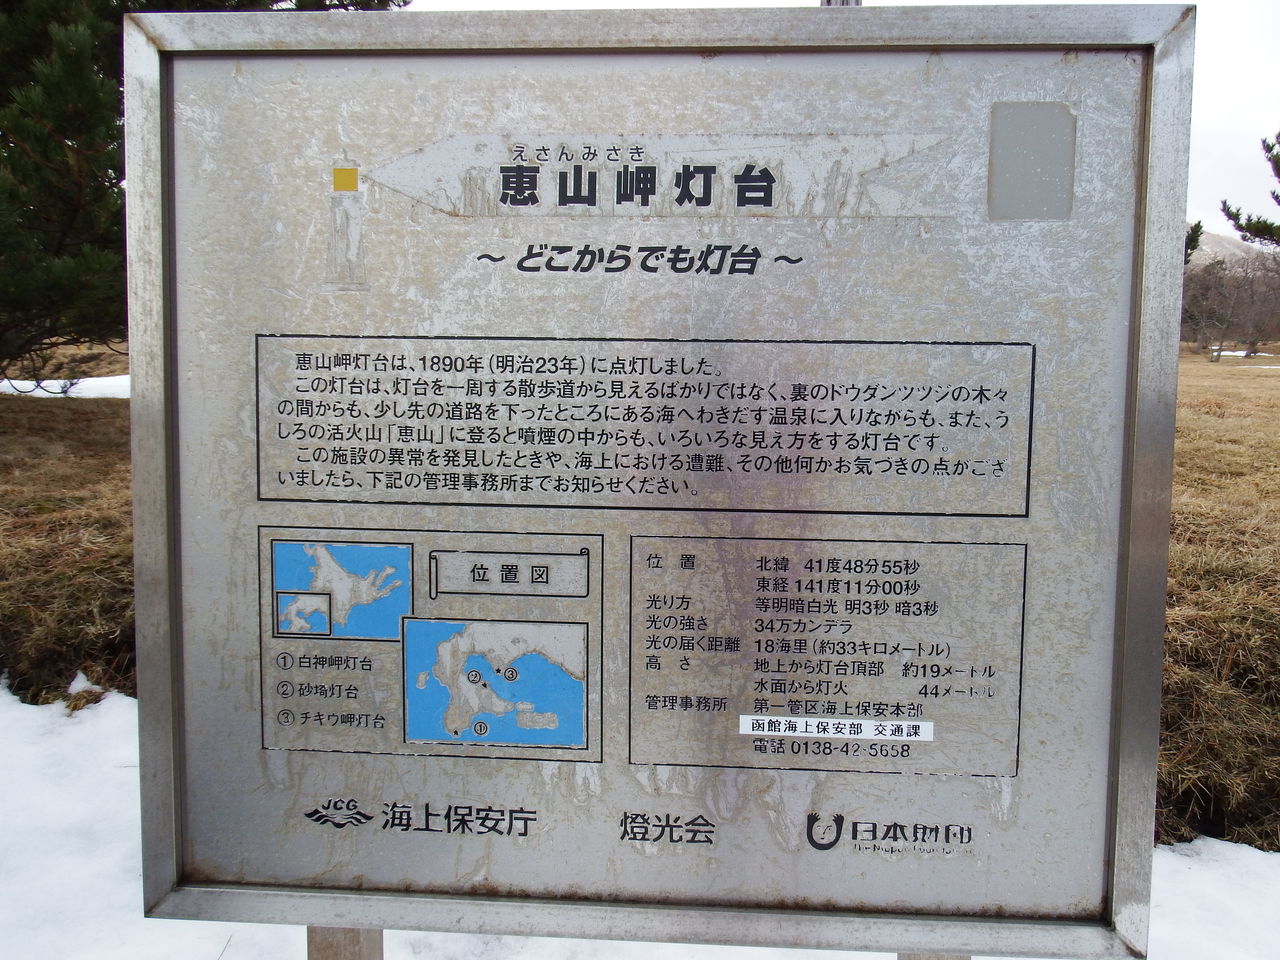 えさんみさき
恵山岬灯台
～どこからでも灯台～
恵山岬灯台は、1890年(明治23年)に点灯しました。
この灯台は、灯台を一周する散歩道から見えるばかりではなく、裏のドウダンツツジの木々
の間からも、少し先の道路を下ったところにある海へわきだす温泉に入りながらも、また、う
しろの活火山「恵山」に登ると噴煙の中からも、いろいろな見え方をする灯台です。
この施設の異常を発見したときや、海上における遭難、その他何かお気づきの点がござ
いましたら、下記の管理事務所までお知らせください。
位置図
①白神岬灯台
②砂埼灯台
③チキウ岬灯台
② ③
①
位置 北緯 41度48分55秒
東経 141度11分00秒
光り方 等明暗白光 明3秒 暗3秒
光の強さ 34万カンデラ
光の届く距離 18海里(約33キロメートル)
高さ 地上から灯台頂部 約19メートル
水面から灯火 44メートル
管理事務所 第一管区海上保安本部
函館海上保安部 交通課
電話 0138-42-5658
JCG 海上保安庁
燈光会
日本財団
The Nippon Foundation